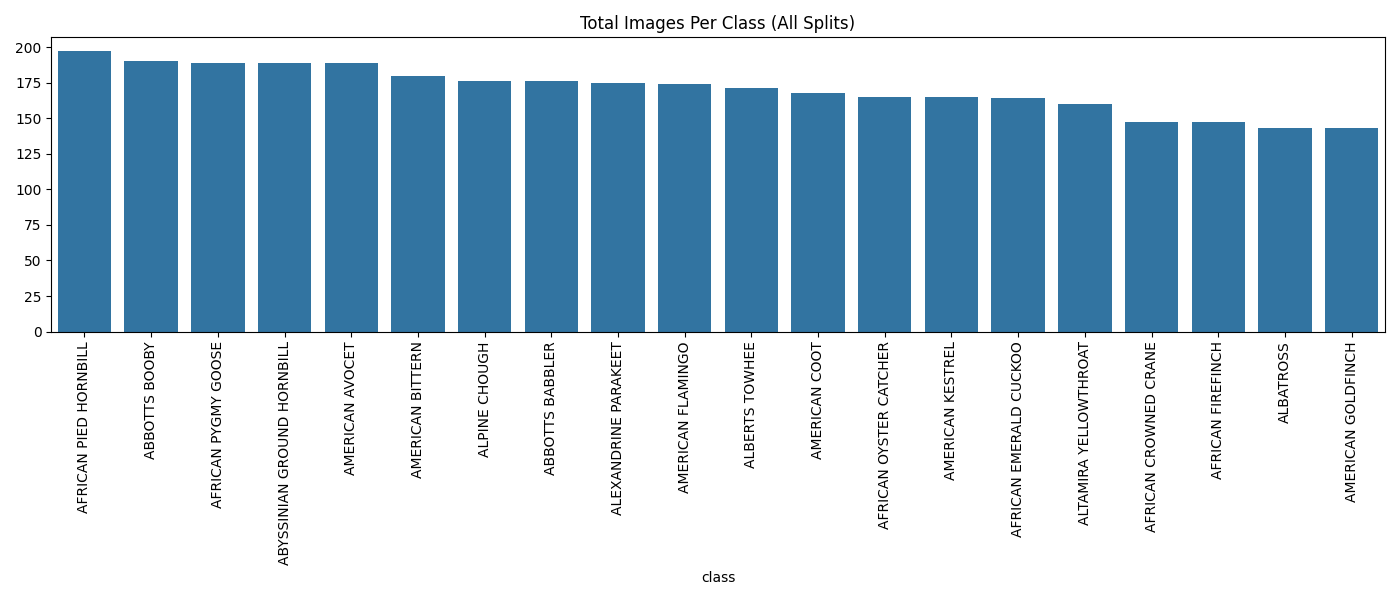 Total Images Per Class (All Splits)
200
175
150
125
100
75
50
25
0
AFRICAN PIED HORNBILL
ABBOTTS BOOBY
AFRICAN PYGMY GOOSE
ABYSSINIAN GROUND HORNBILL
AMERICAN AVOCET
AMERICAN BITTERN
ALPINE CHOUGH
ABBOTTS BABBLER
ALEXANDRINE PARAKEET
AMERICAN FLAMINGO
ALBERTS TOWHEE
AMERICAN COOT
AFRICAN OYSTER CATCHER
AMERICAN KESTREL
AFRICAN EMERALD CUCKOO
ALTAMIRA YELLOWTHROAT
AFRICAN CROWNED CRANE
AFRICAN FIREFINCH
ALBATROSS
AMERICAN GOLDFINCH
class